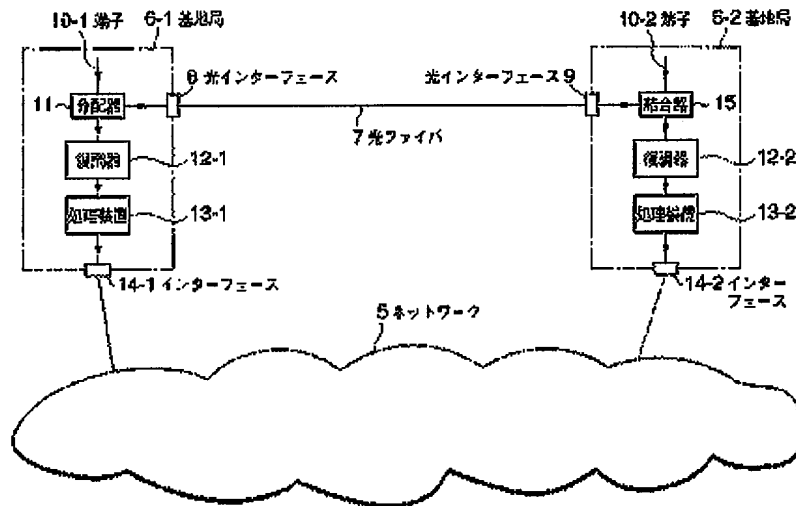 10-1 端子
6-1 基地局
10-2 端子
6-2 基地局
8 光インターフェース
光インターフェース 9
11
分配器
結合器
15
7 光ファイバ
復調器
12-1
復調器
12-2
処理装置
13-1
処理装置
13-2
14-1 インターフェース
14-2 インター
フェース
5 ネットワーク